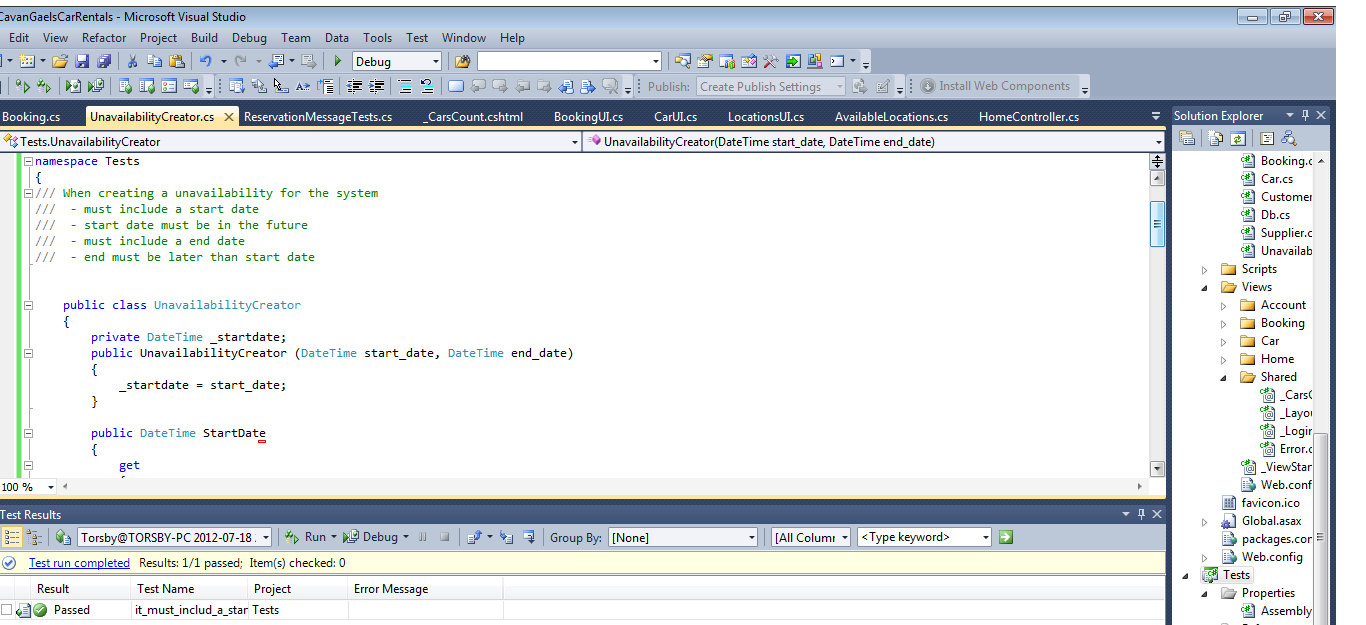 CavanGaelsCarRentals - Microsoft Visual Studio
Edit View Refactor Project Build Debug Team Data Tools Test Window Help
Debug
Publish: Create Publish Settings Install Web Components
Booking.cs UnavailabilityCreator.cs ReservationMessageTests.cs _CarsCount.cshtml BookingUI.cs CarUI.cs LocationsUI.cs AvailableLocations.cs HomeController.cs
Tests.UnavailabilityCreator UnavailabilityCreator(DateTime start_date, DateTime end_date)
namespace Tests
{
/// When creating a unavailability for the system
/// - must include a start date
/// - start date must be in the future
/// - must include a end date
/// - end must be later than start date
public class UnavailabilityCreator
{
private DateTime _startdate;
public UnavailabilityCreator (DateTime start_date, DateTime end_date)
{
_startdate = start_date;
}
public DateTime StartDate
{
get
100 %
Solution Explorer
Booking.c
Car.cs
Customer
Db.cs
Supplier.c
Unavailab
Scripts
Views
Account
Booking
Car
Home
Shared
_Cars
_Layou
_Login
Error.c
_ViewStar
Web.conf
favicon.ico
Global.asax
packages.cor
Web.config
Tests
Properties
Assembly
Test Results
Torsby@TORSBY-PC 2012-07-18 Run Debug Group By: [None] [All Column <Type keyword>
Test run completed Results: 1/1 passed; Item(s) checked: 0
Result Test Name Project Error Message
Passed it_must_includ_a_star Tests